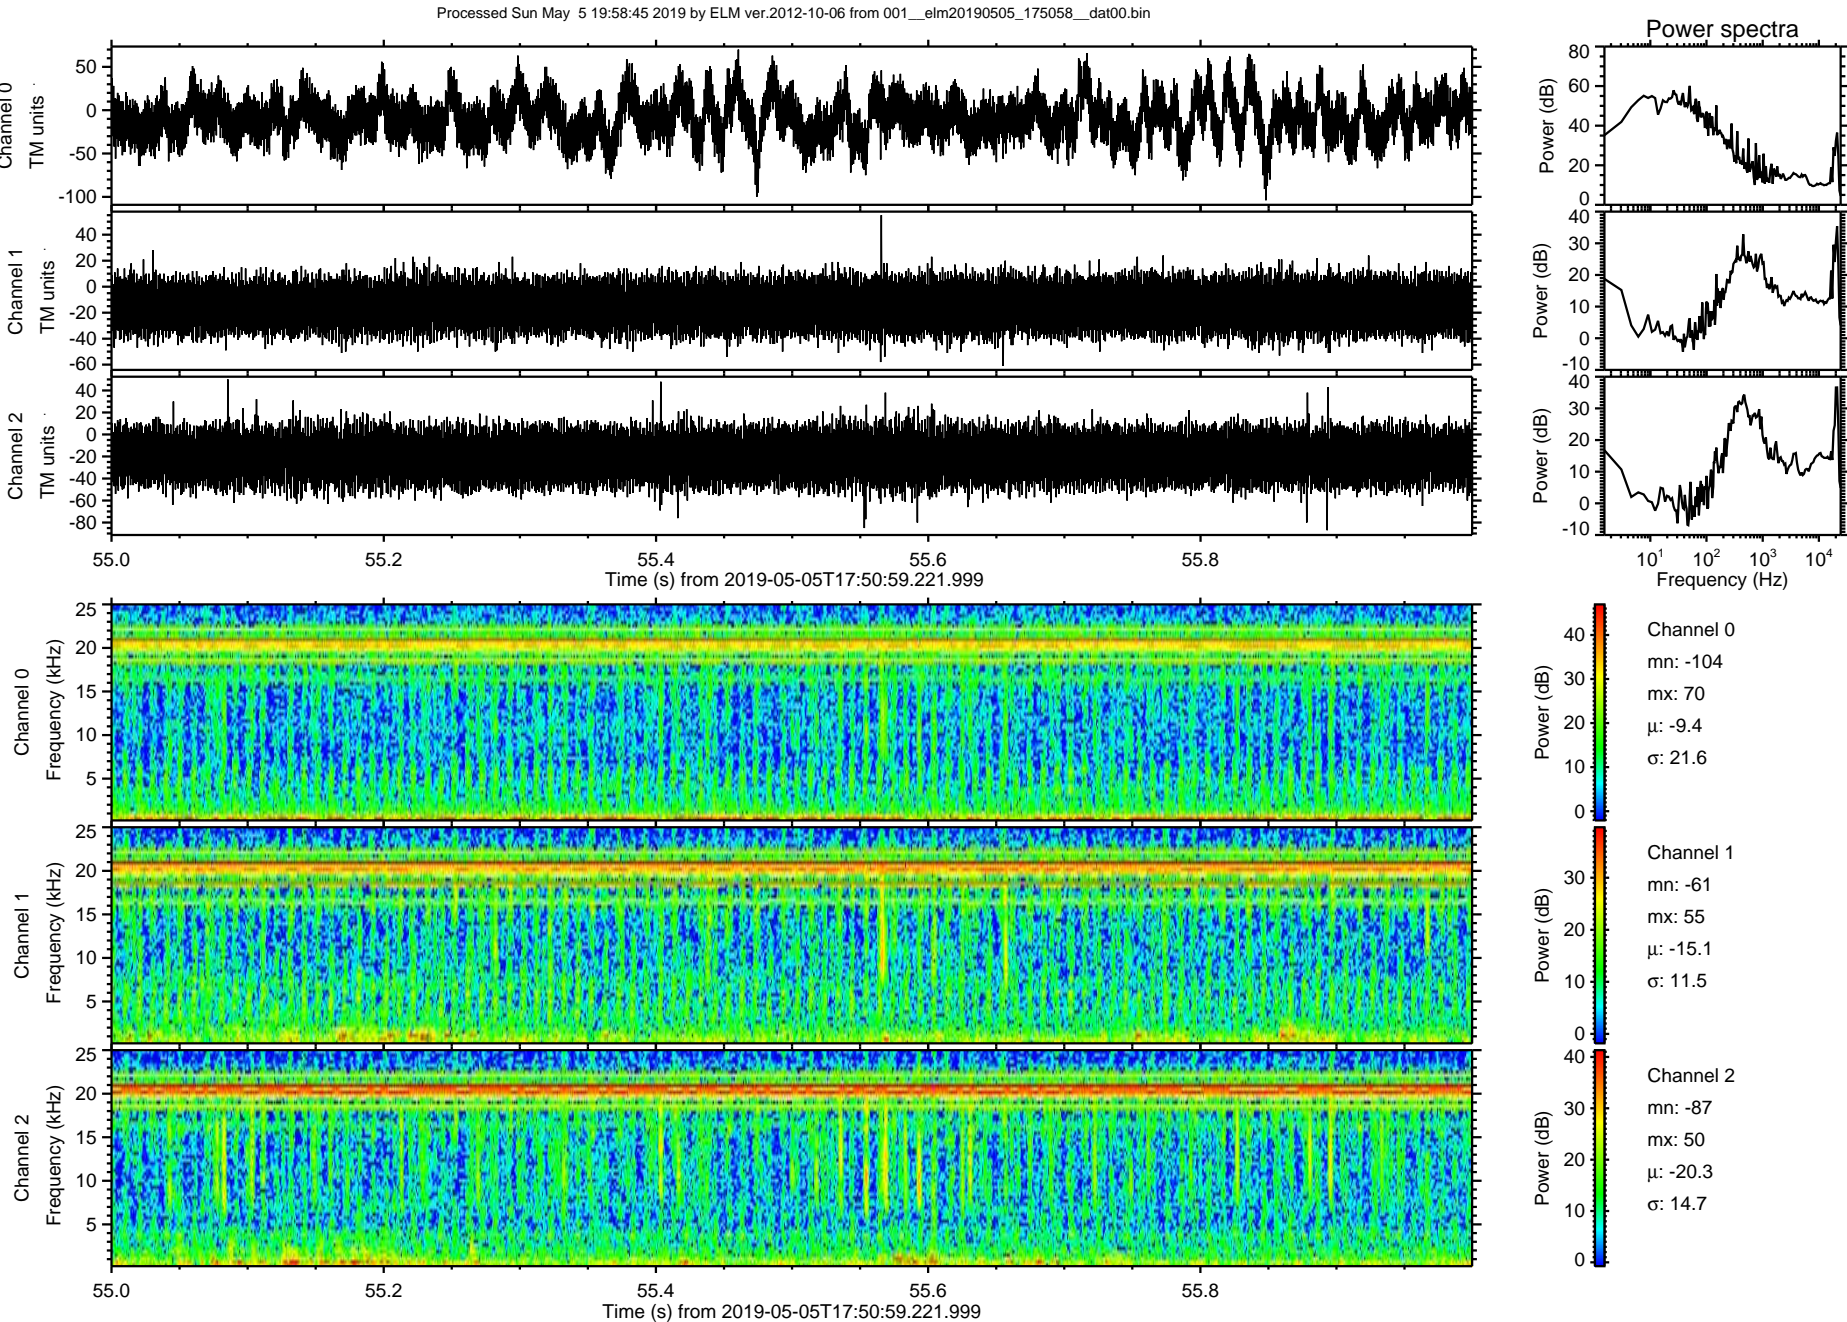 Processed Sun May  5 19:58:45 2019 by ELM ver.2012-10-06 from 001__elm20190505_175058__dat00.bin
Power spectra
Channel 0
TM units
50
0
-50
-100
Power (dB)
80
60
40
20
0
Channel 1
TM units
40
20
0
-20
-40
-60
Power (dB)
40
30
20
10
0
-10
Channel 2
TM units
40
20
0
-20
-40
-60
-80
Power (dB)
40
30
20
10
0
-10
55.0 55.2 55.4 55.6 55.8
Time (s) from 2019-05-05T17:50:59.221.999
10¹ 10² 10³ 10⁴
Frequency (Hz)
Channel 0
Frequency (kHz)
25
20
15
10
5
Power (dB)
40
30
20
10
0
Channel 0
mn: -104
mx: 70
μ: -9.4
σ: 21.6
Channel 1
Frequency (kHz)
25
20
15
10
5
Power (dB)
30
20
10
0
Channel 1
mn: -61
mx: 55
μ: -15.1
σ: 11.5
Channel 2
Frequency (kHz)
25
20
15
10
5
Power (dB)
40
30
20
10
0
Channel 2
mn: -87
mx: 50
μ: -20.3
σ: 14.7
55.0 55.2 55.4 55.6 55.8
Time (s) from 2019-05-05T17:50:59.221.999